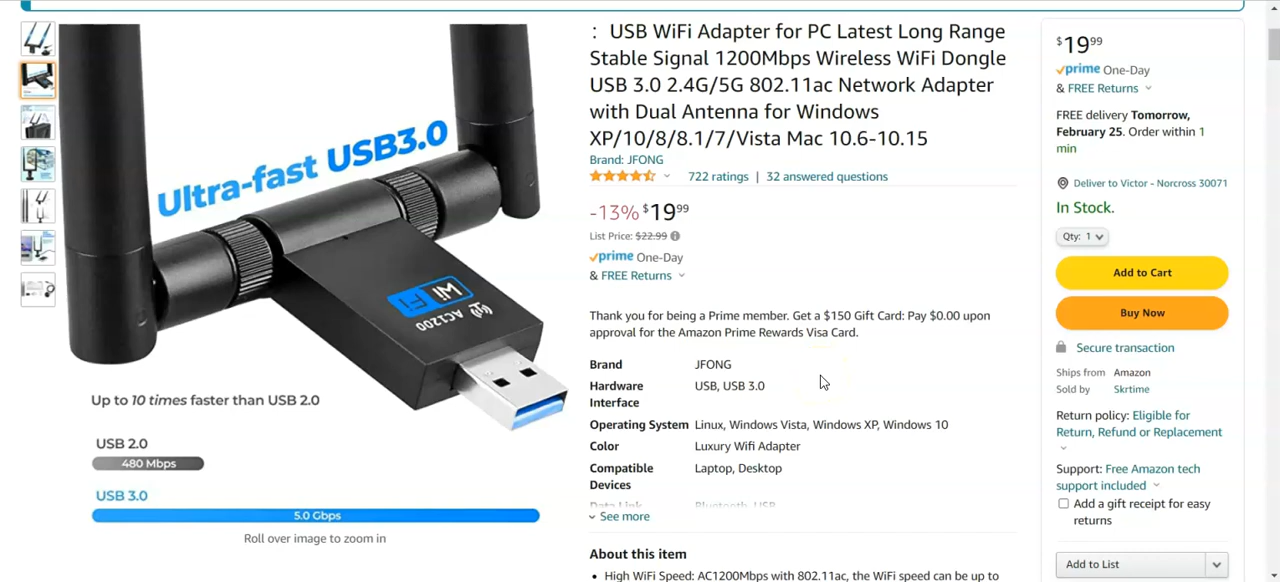 Ultra-fast USB3.0
WiFi
AC1200
Up to 10 times faster than USB 2.0
USB 2.0
480 Mbps
USB 3.0
5.0 Gbps
Roll over image to zoom in
: USB WiFi Adapter for PC Latest Long Range
Stable Signal 1200Mbps Wireless WiFi Dongle
USB 3.0 2.4G/5G 802.11ac Network Adapter
with Dual Antenna for Windows
XP/10/8/8.1/7/Vista Mac 10.6-10.15
Brand: JFONG
722 ratings | 32 answered questions
-13% $19 99
List Price: $22.99
prime One-Day
& FREE Returns
Thank you for being a Prime member. Get a $150 Gift Card: Pay $0.00 upon
approval for the Amazon Prime Rewards Visa Card.
Brand JFONG
Hardware USB, USB 3.0
Interface
Operating System Linux, Windows Vista, Windows XP, Windows 10
Color Luxury Wifi Adapter
Compatible Laptop, Desktop
Devices
Data Link Bluetooth, USB
See more
About this item
• High WiFi Speed: AC1200Mbps with 802.11ac, the WiFi speed can be up to
$19 99
prime One-Day
& FREE Returns
FREE delivery Tomorrow,
February 25. Order within 1
min
Deliver to Victor - Norcross 30071
In Stock.
Qty: 1
Add to Cart
Buy Now
Secure transaction
Ships from Amazon
Sold by Skrtime
Return policy: Eligible for
Return, Refund or Replacement
Support: Free Amazon tech
support included
Add a gift receipt for easy
returns
Add to List